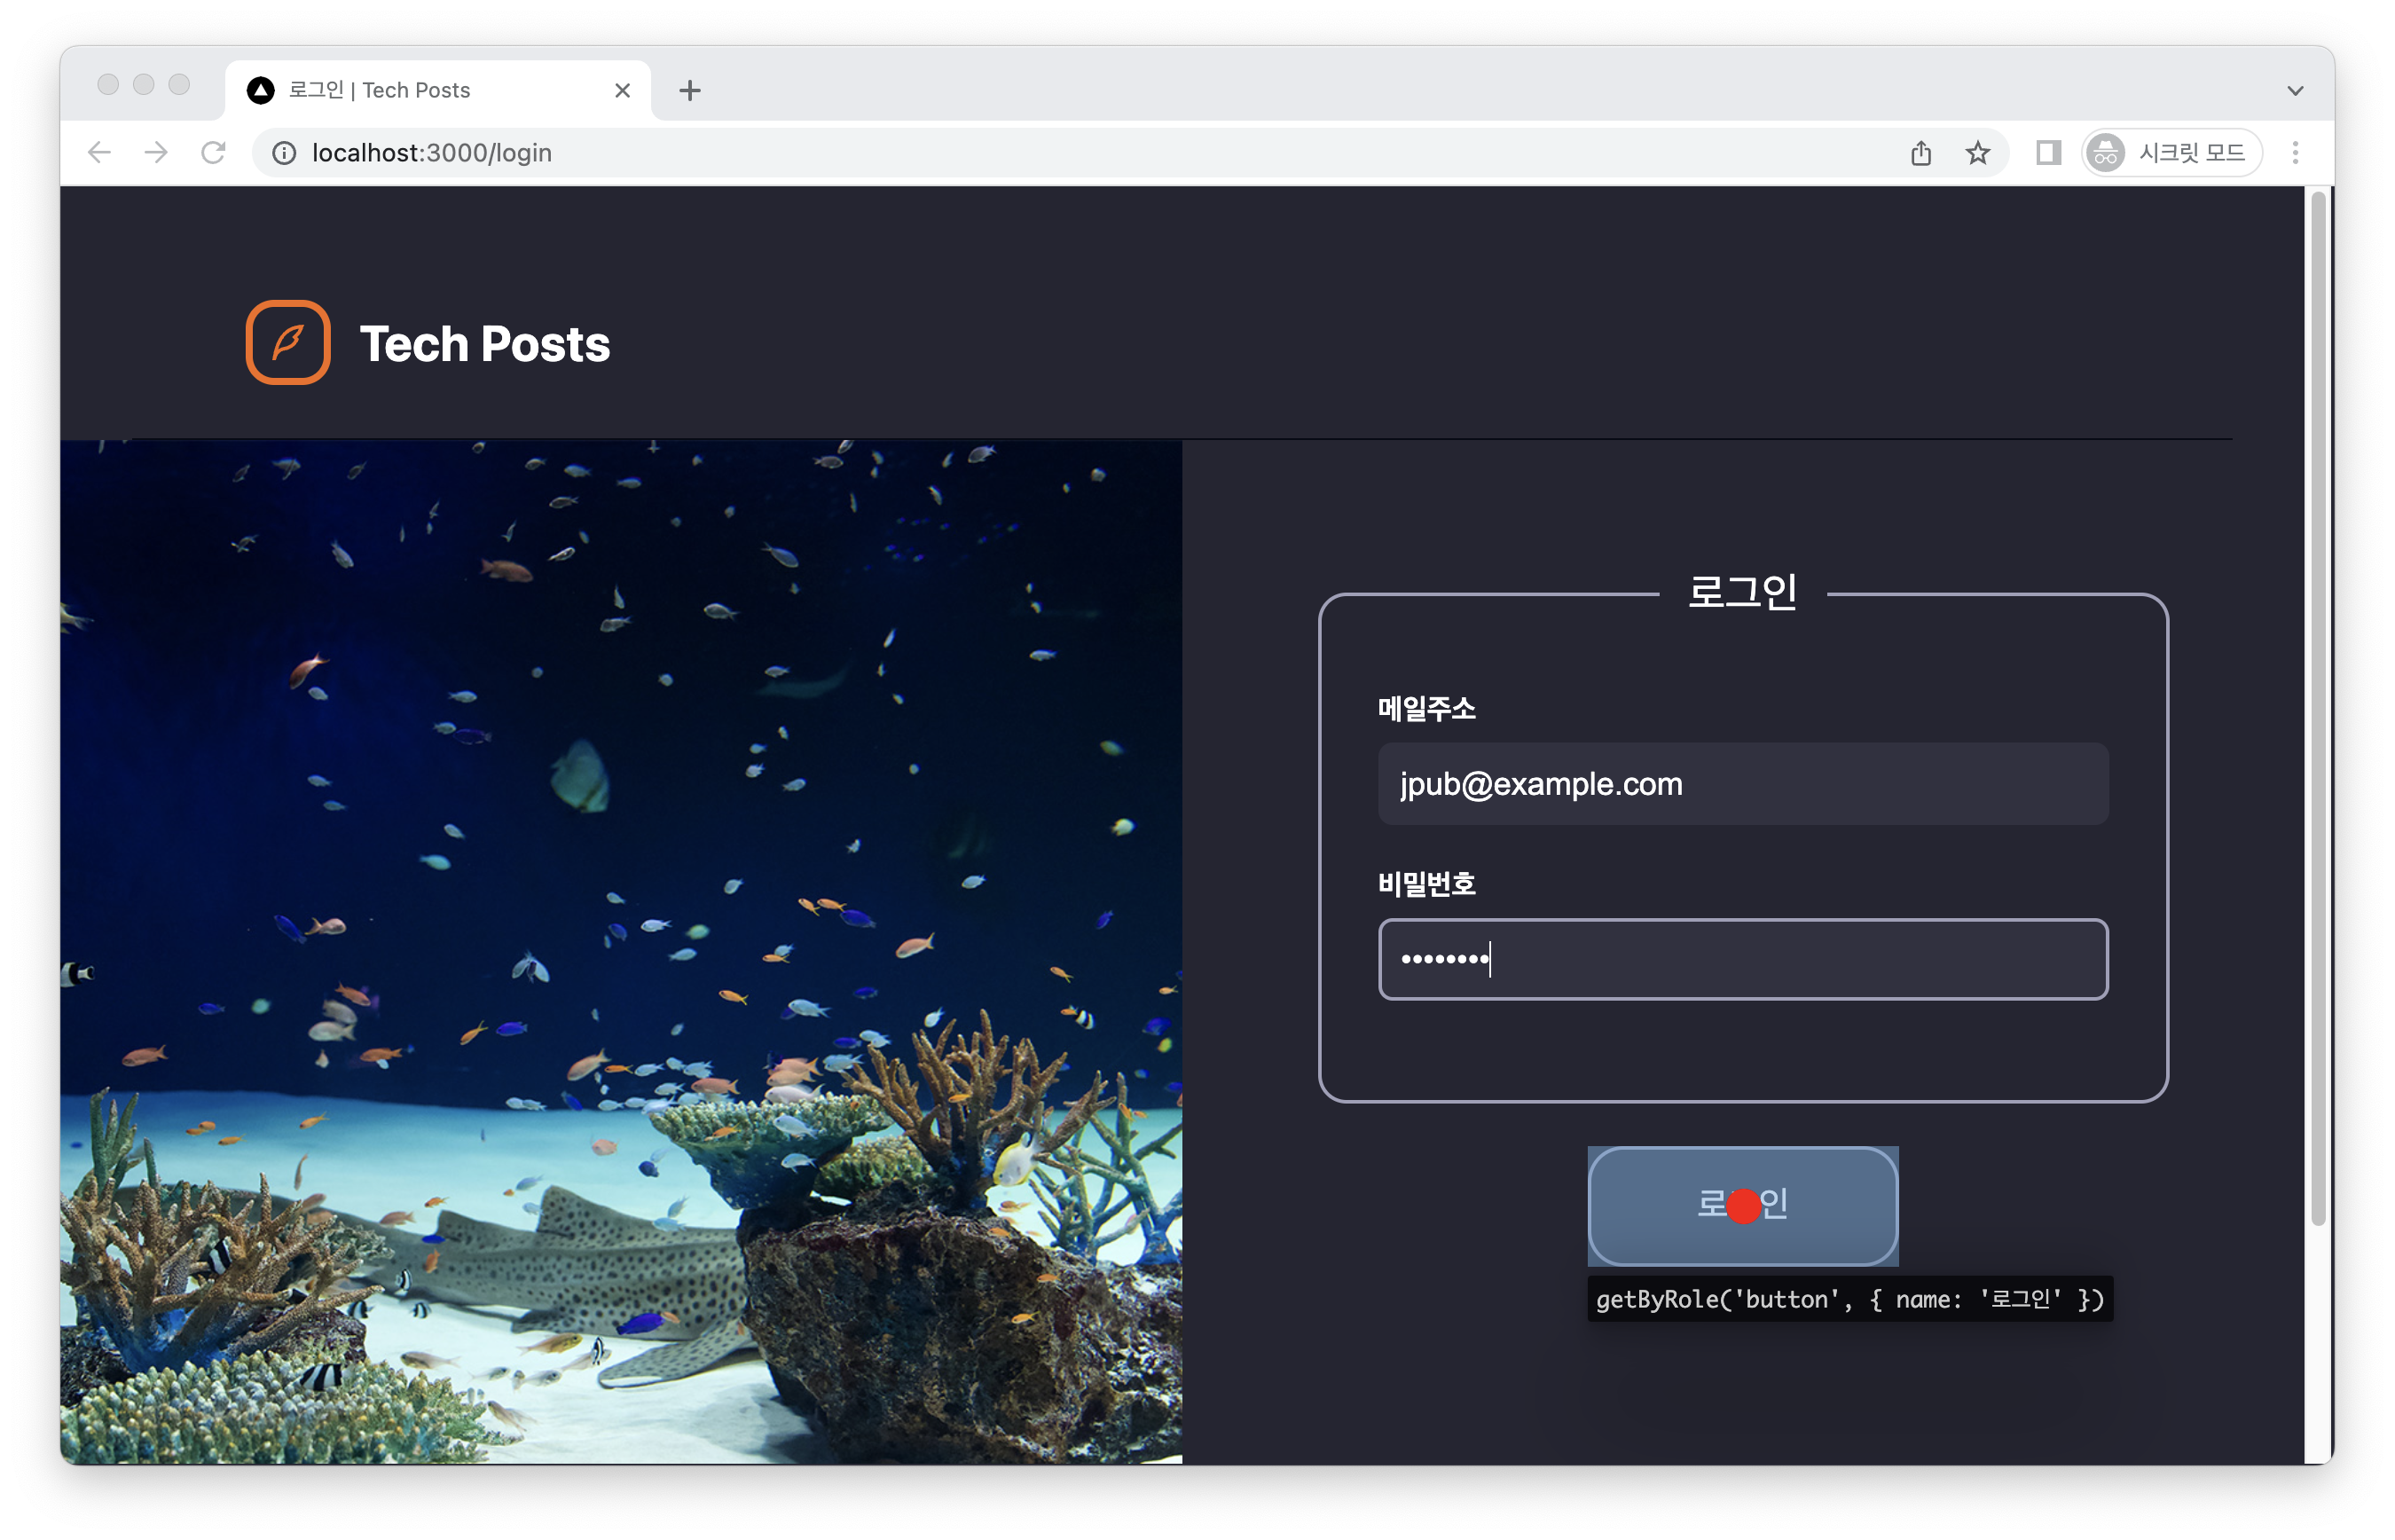 로그인 | Tech Posts
localhost:3000/login
시크릿 모드
Tech Posts
로그인
메일주소
jpub@example.com
비밀번호
••••••••
로 인
getByRole('button', { name: '로그인' })